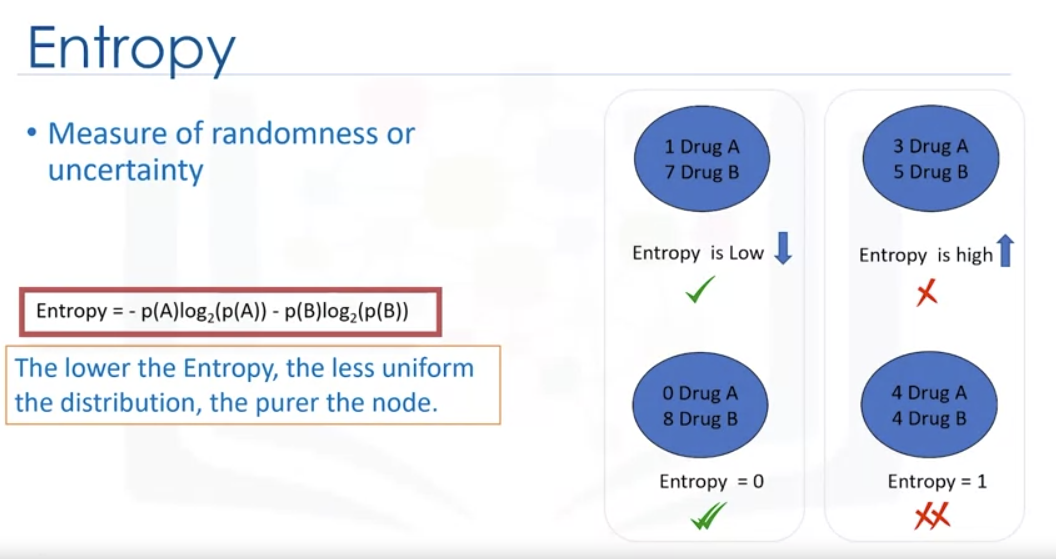 Entropy
• Measure of randomness or
uncertainty
Entropy = - p(A)log₂(p(A)) - p(B)log₂(p(B))
The lower the Entropy, the less uniform
the distribution, the purer the node.
1 Drug A
7 Drug B
Entropy is Low
3 Drug A
5 Drug B
Entropy is high
0 Drug A
8 Drug B
Entropy = 0
4 Drug A
4 Drug B
Entropy = 1